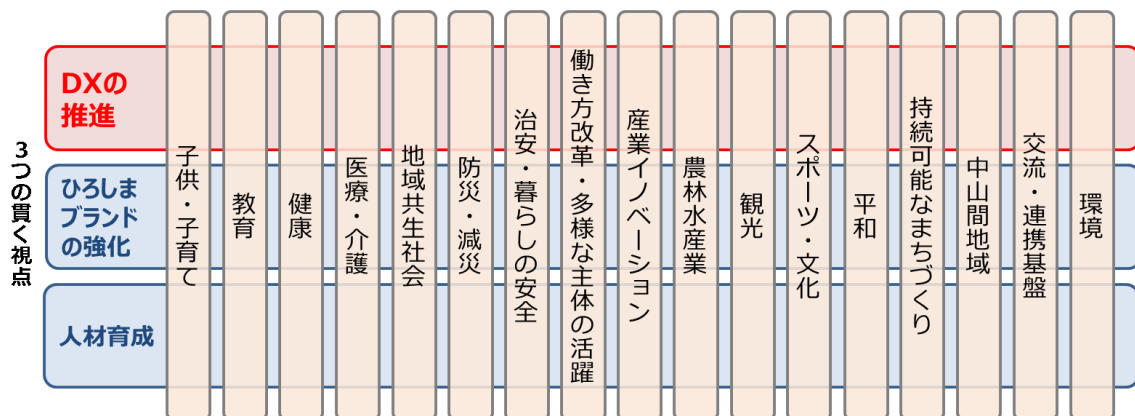 3つの貫く視点
DXの
推進
ひろしま
ブランド
の強化
人材育成
子供・子育て
教育
健康
医療・介護
地域共生社会
防災・減災
治安・暮らしの安全
働き方改革・多様な主体の活躍
産業イノベーション
農林水産業
観光
スポーツ・文化
平和
持続可能なまちづくり
中山間地域
交流・連携基盤
環境